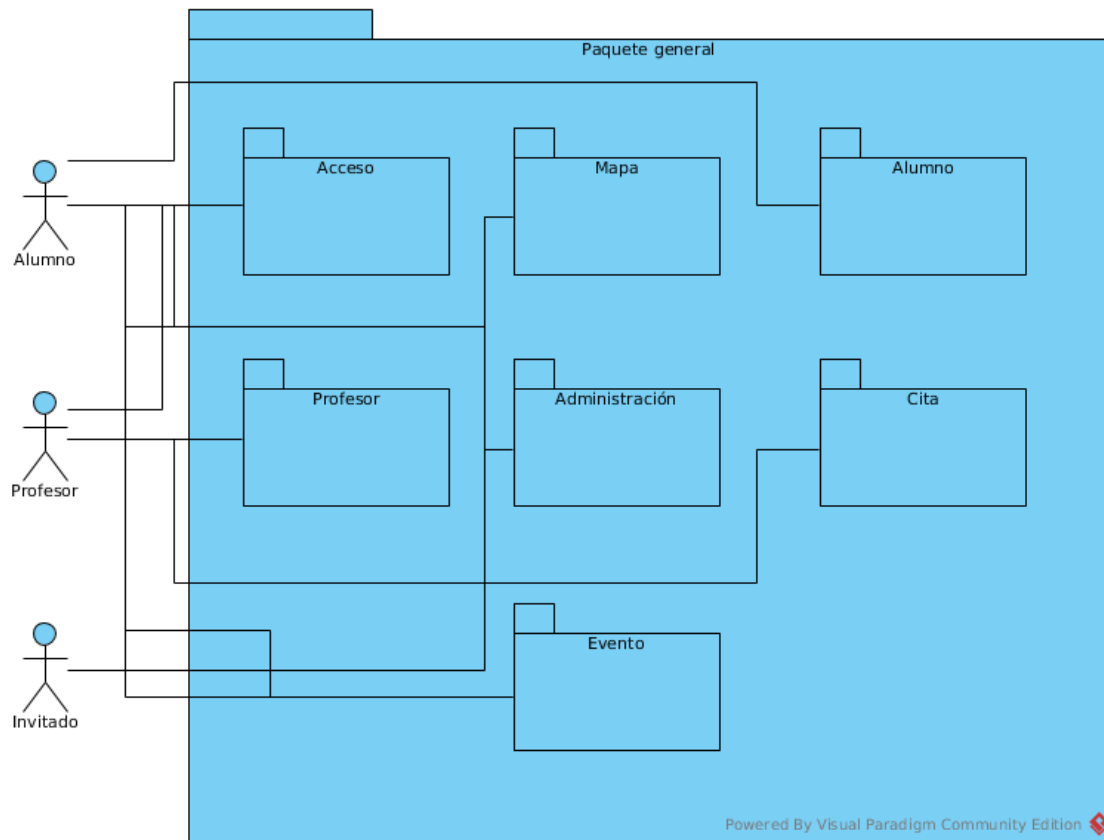 Paquete general
Acceso
Mapa
Alumno
Alumno
Profesor
Administración
Cita
Profesor
Evento
Invitado
Powered By Visual Paradigm Community Edition